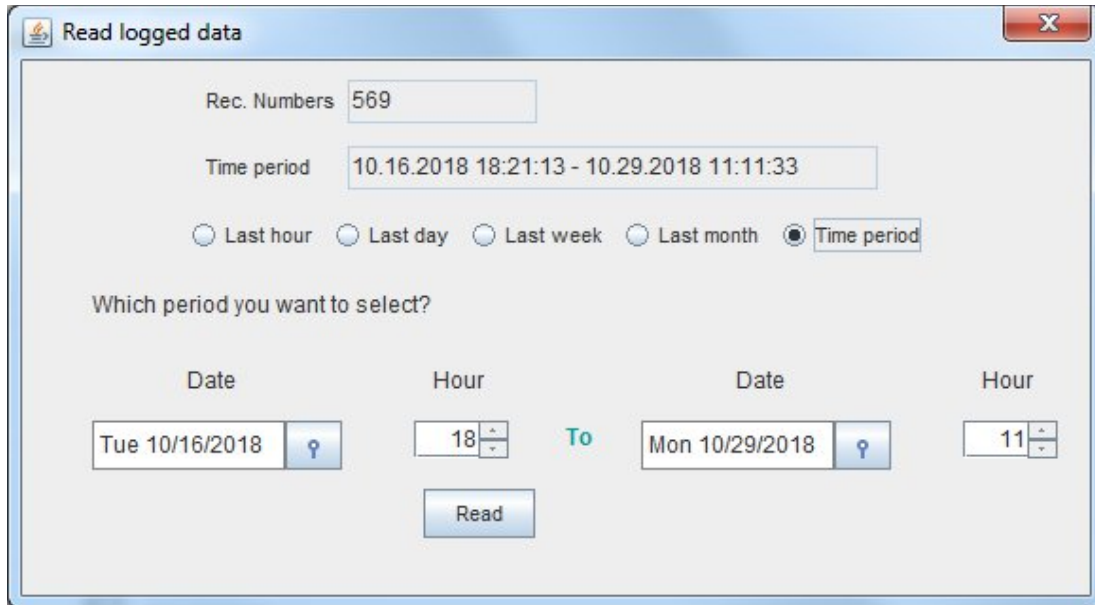 Read logged data
Rec. Numbers 569
Time period 10.16.2018 18:21:13 - 10.29.2018 11:11:33
Last hour Last day Last week Last month Time period
Which period you want to select?
Date Hour Date Hour
Tue 10/16/2018 18 To Mon 10/29/2018 11
Read